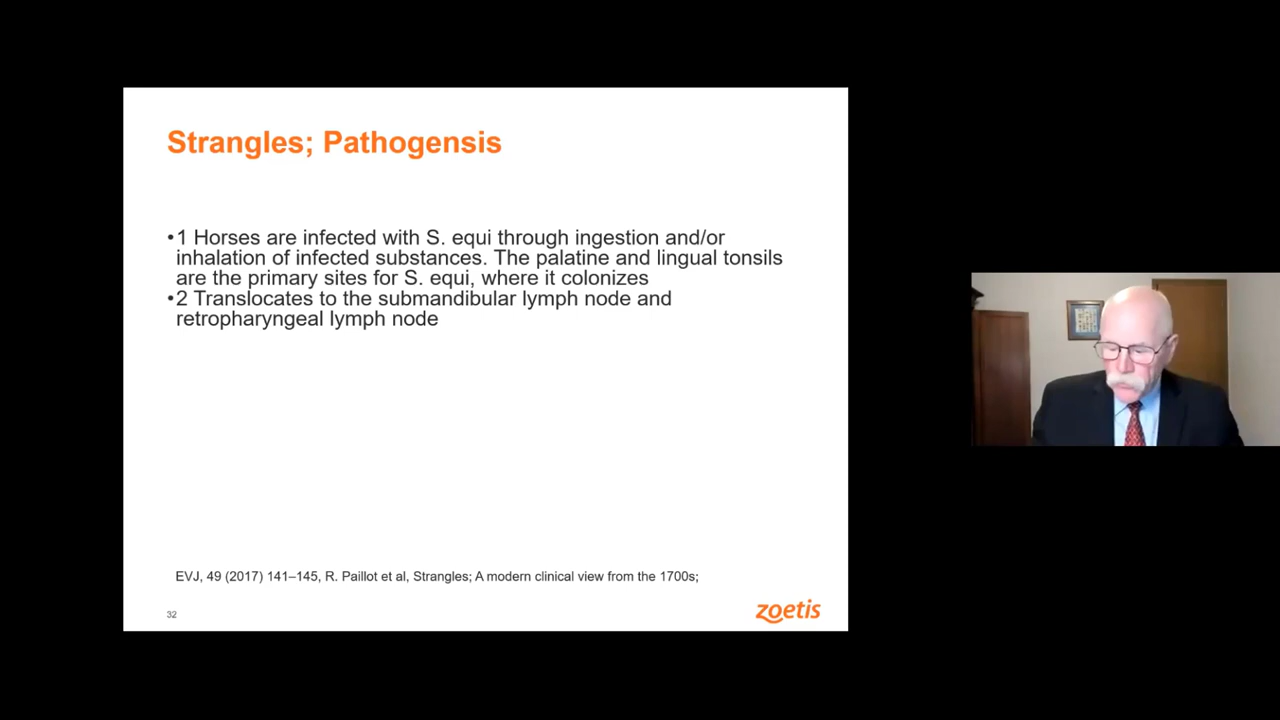 Strangles; Pathogensis
•1 Horses are infected with S. equi through ingestion and/or
inhalation of infected substances. The palatine and lingual tonsils
are the primary sites for S. equi, where it colonizes
•2 Translocates to the submandibular lymph node and
retropharyngeal lymph node
EVJ, 49 (2017) 141–145, R. Paillot et al, Strangles; A modern clinical view from the 1700s;
32
zoetis